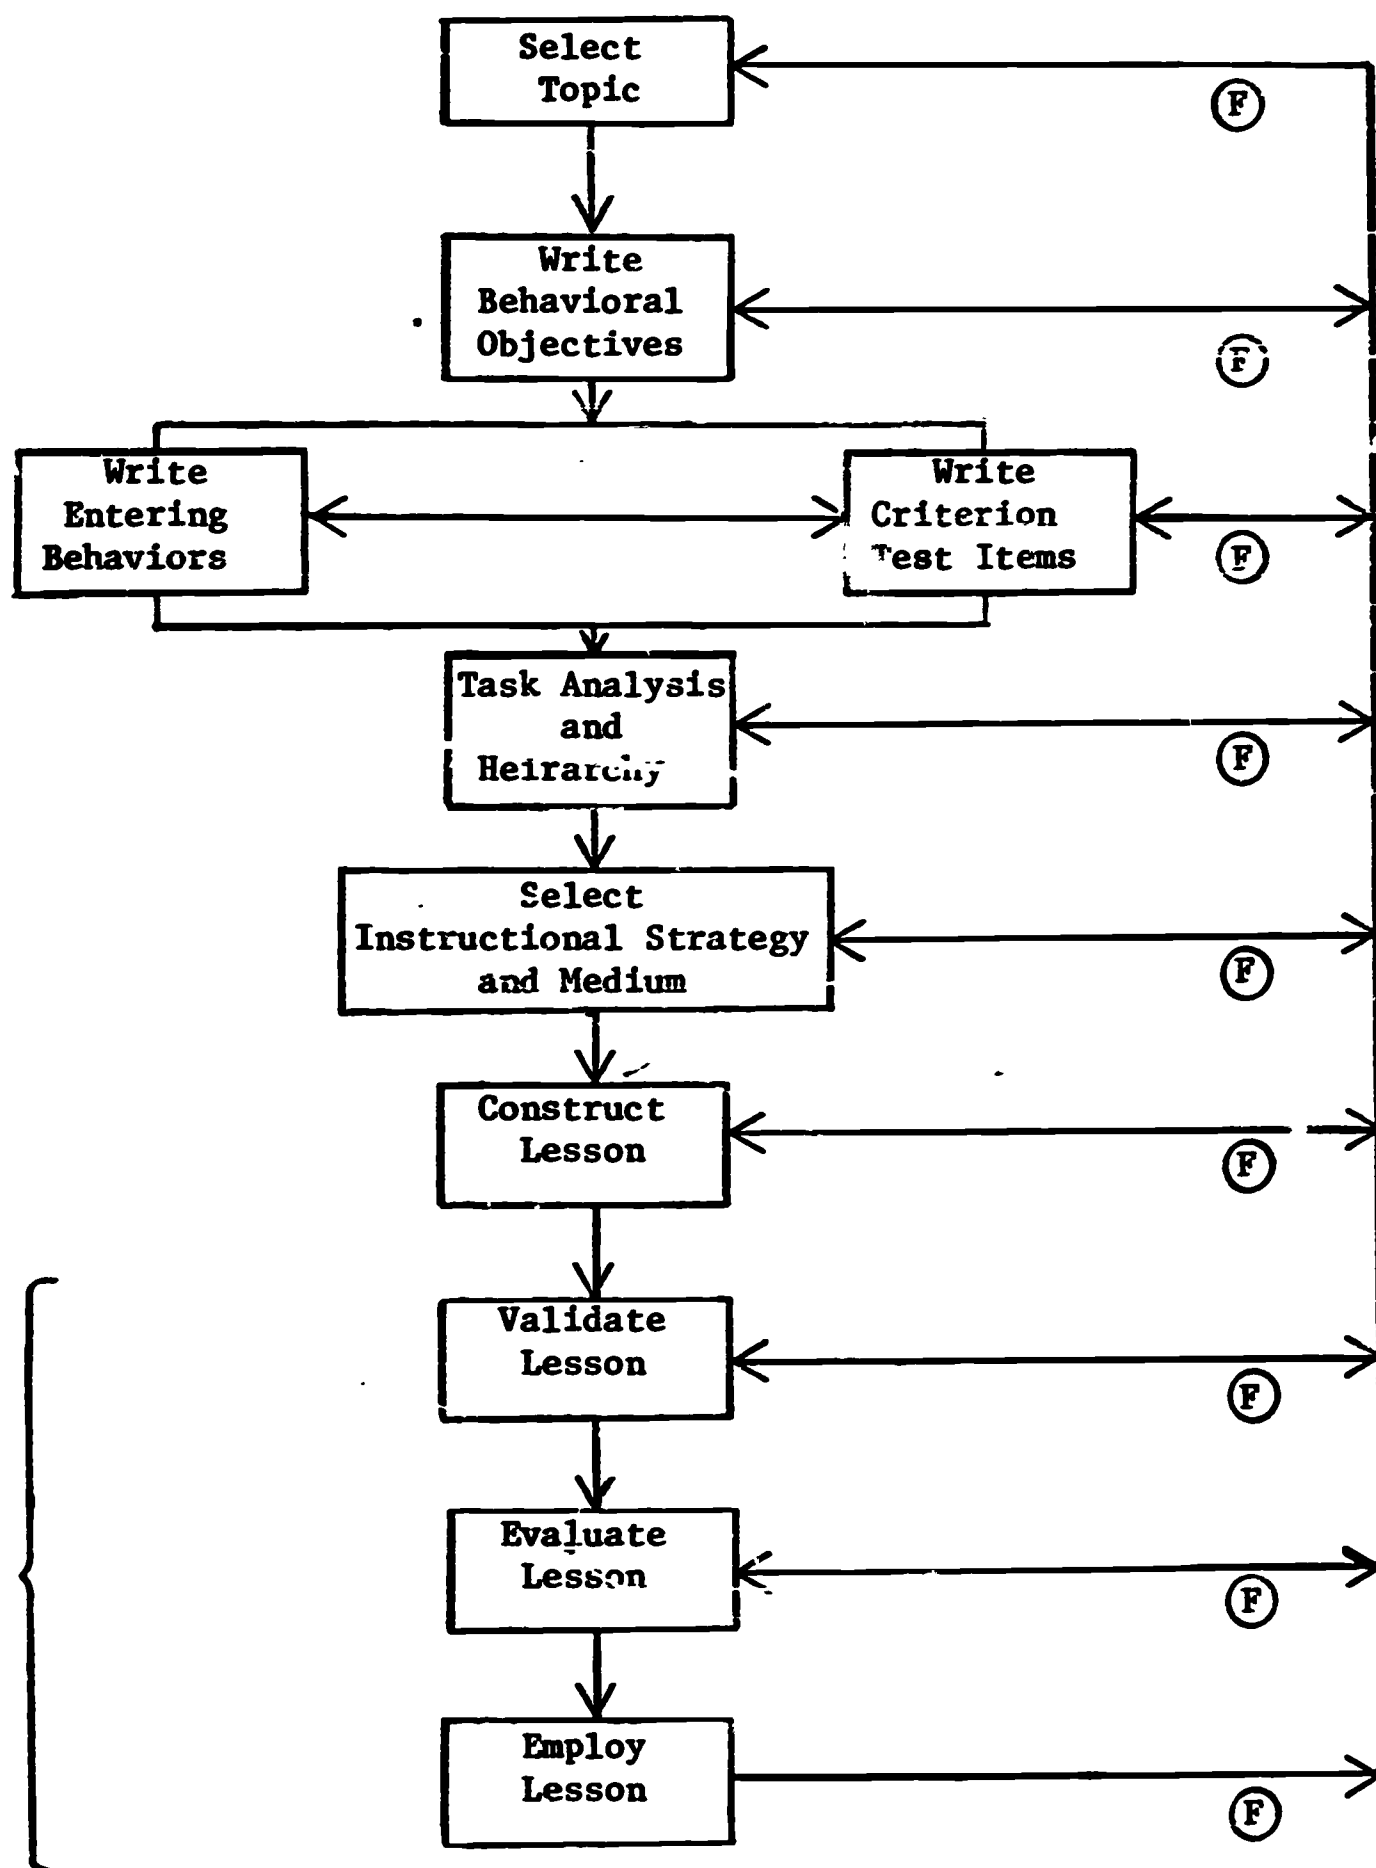 Select
Topic
F
Write
Behavioral
Objectives
F
Write
Entering
Behaviors
Write
Criterion
Test Items
F
Task Analysis
and
Heirarchy
F
Select
Instructional Strategy
and Medium
F
Construct
Lesson
F
Validate
Lesson
F
Evaluate
Lesson
F
Employ
Lesson
F